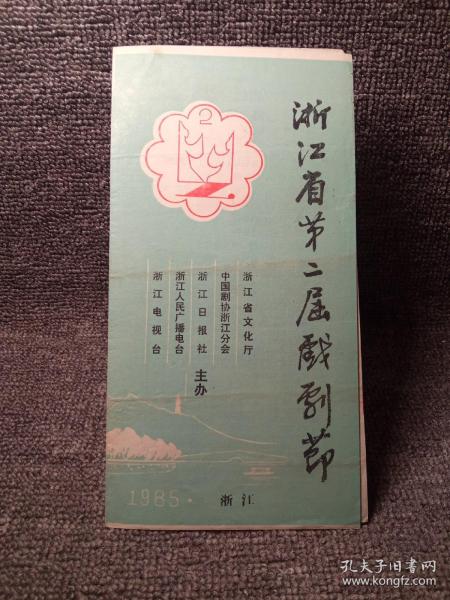 浙江省第二届戏剧节
2
浙江省文化厅
中国剧协浙江分会
浙江日报社
浙江人民广播电台
浙江电视台
主办
1985·浙江
孔夫子旧书网
www.kongfz.com